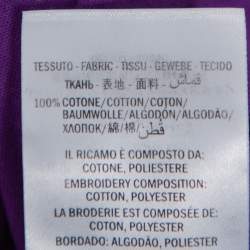 TESSUTO - FABRIC - TISSU - GEWEBE - TECIDO
ТКАНЬ - 表地 - 面料 - قماش
100% COTONE/COTTON/COTON/
BAUMWOLLE/ALGODÓN/ALGODÃO/
ХЛОПОК/綿/棉/قطن
IL RICAMO È COMPOSTO DA:
COTONE, POLIESTERE
EMBROIDERY COMPOSITION:
COTTON, POLYESTER
LA BRODERIE EST COMPOSÉE DE:
COTON, POLYESTER
BORDADO: ALGODÃO, POLIÉSTER